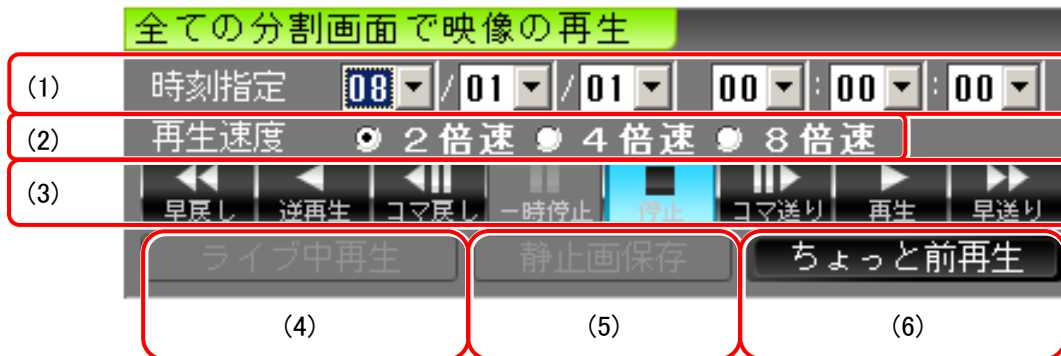 全ての分割画面で映像の再生
(1) 時刻指定 08 / 01 / 01 00 : 00 : 00
(2) 再生速度 2倍速 4倍速 8倍速
(3) 早戻し 逆再生 コマ戻し 一時停止 停止 コマ送り 再生 早送り
ライブ中再生 静止画保存 ちょっと前再生
(4) (5) (6)